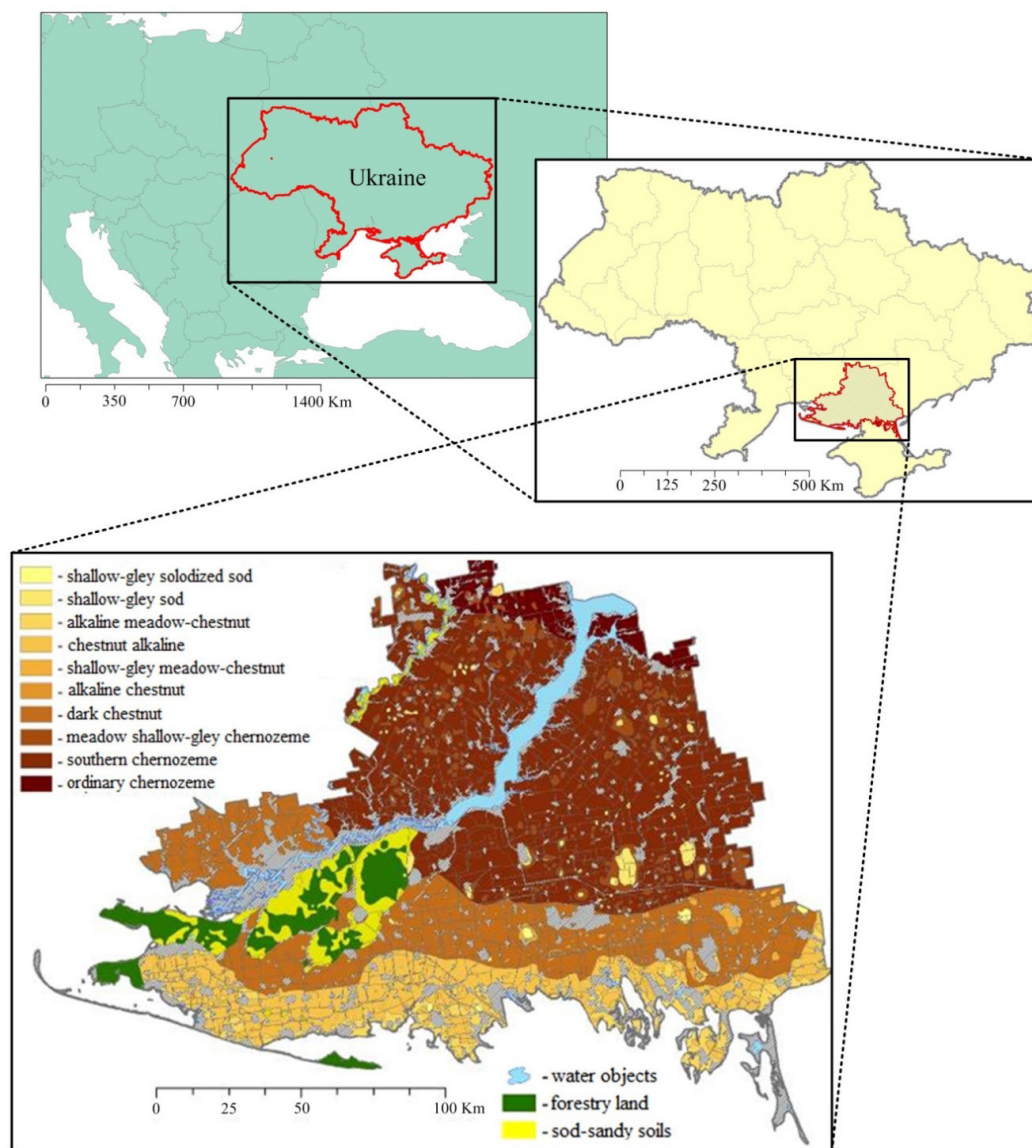 Ukraine
0 350 700 1400 Km
0 125 250 500 Km
- shallow-gley solodized sod
- shallow-gley sod
- alkaline meadow-chestnut
- chestnut alkaline
- shallow-gley meadow-chestnut
- alkaline chestnut
- dark chestnut
- meadow shallow-gley chernozeme
- southern chernozeme
- ordinary chernozeme
- water objects
- forestry land
- sod-sandy soils
0 25 50 100 Km